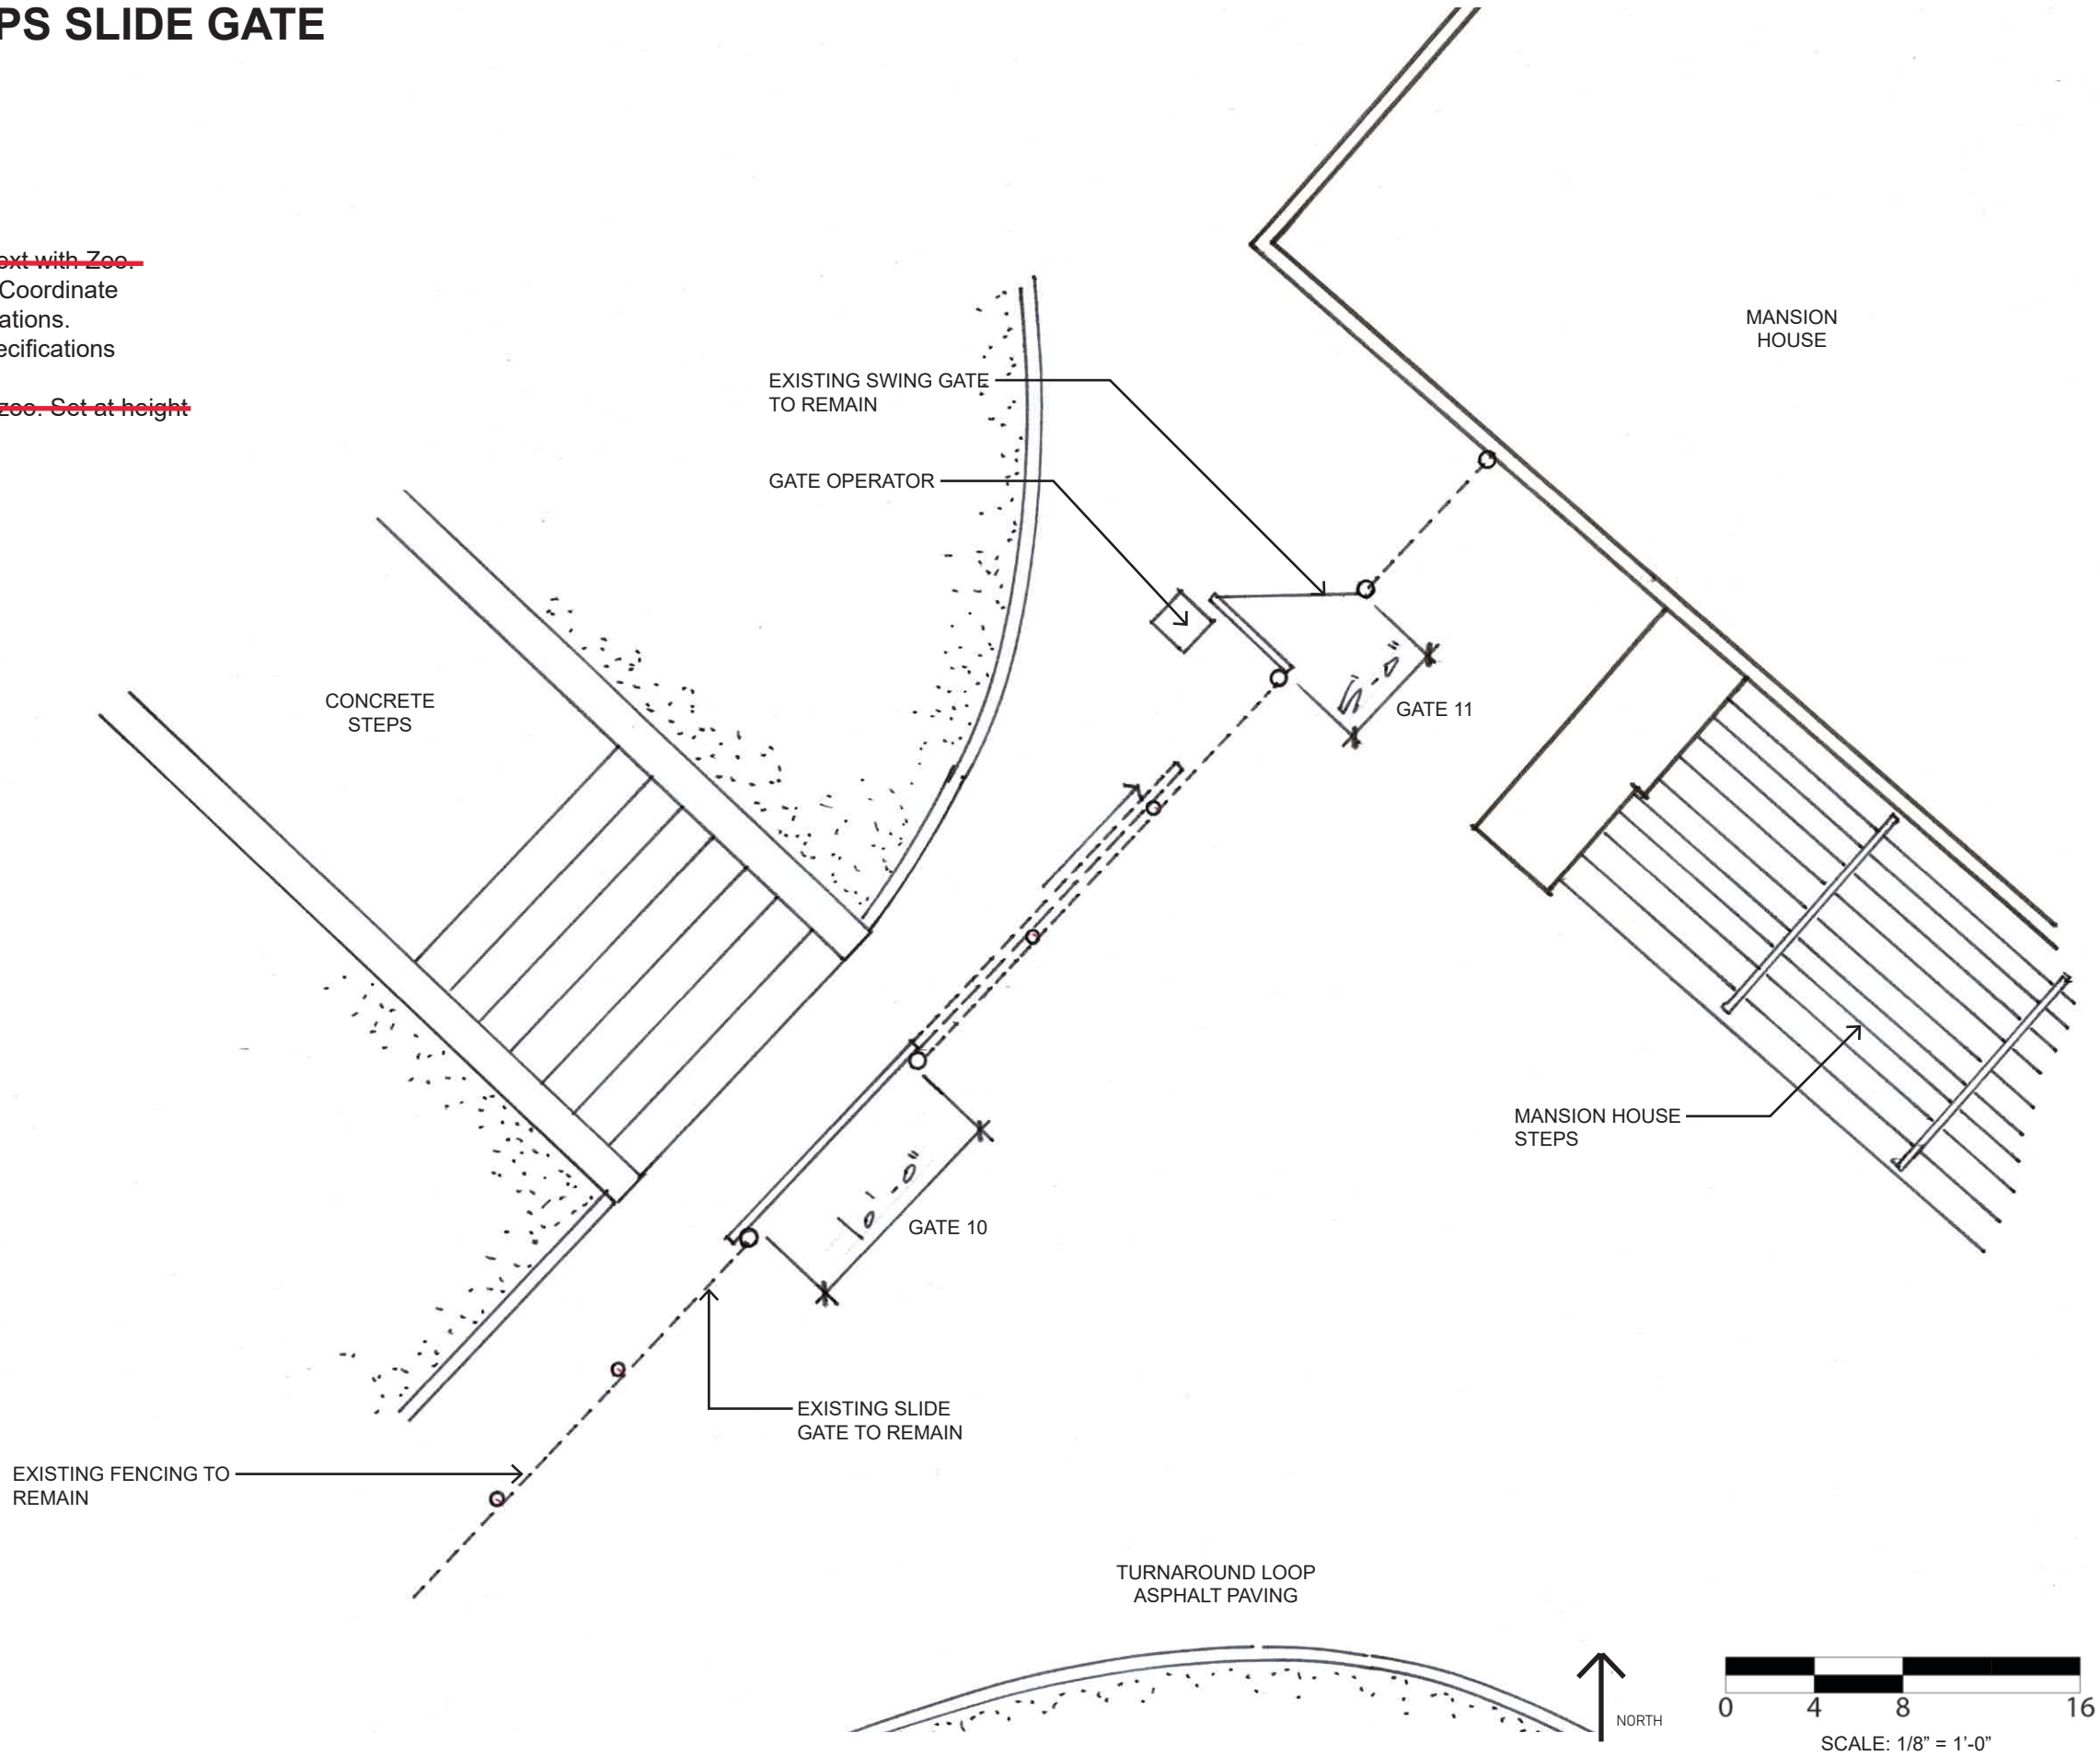 PS SLIDE GATE
ext with Zoo.
Coordinate
ations.
ecifications
zoo. Set at height
MANSION
HOUSE
EXISTING SWING GATE
TO REMAIN
GATE OPERATOR
5'-0"
GATE 11
CONCRETE
STEPS
MANSION HOUSE
STEPS
10'-0"
GATE 10
EXISTING SLIDE
GATE TO REMAIN
EXISTING FENCING TO
REMAIN
TURNAROUND LOOP
ASPHALT PAVING
NORTH
0 4 8 16
SCALE: 1/8” = 1’-0”